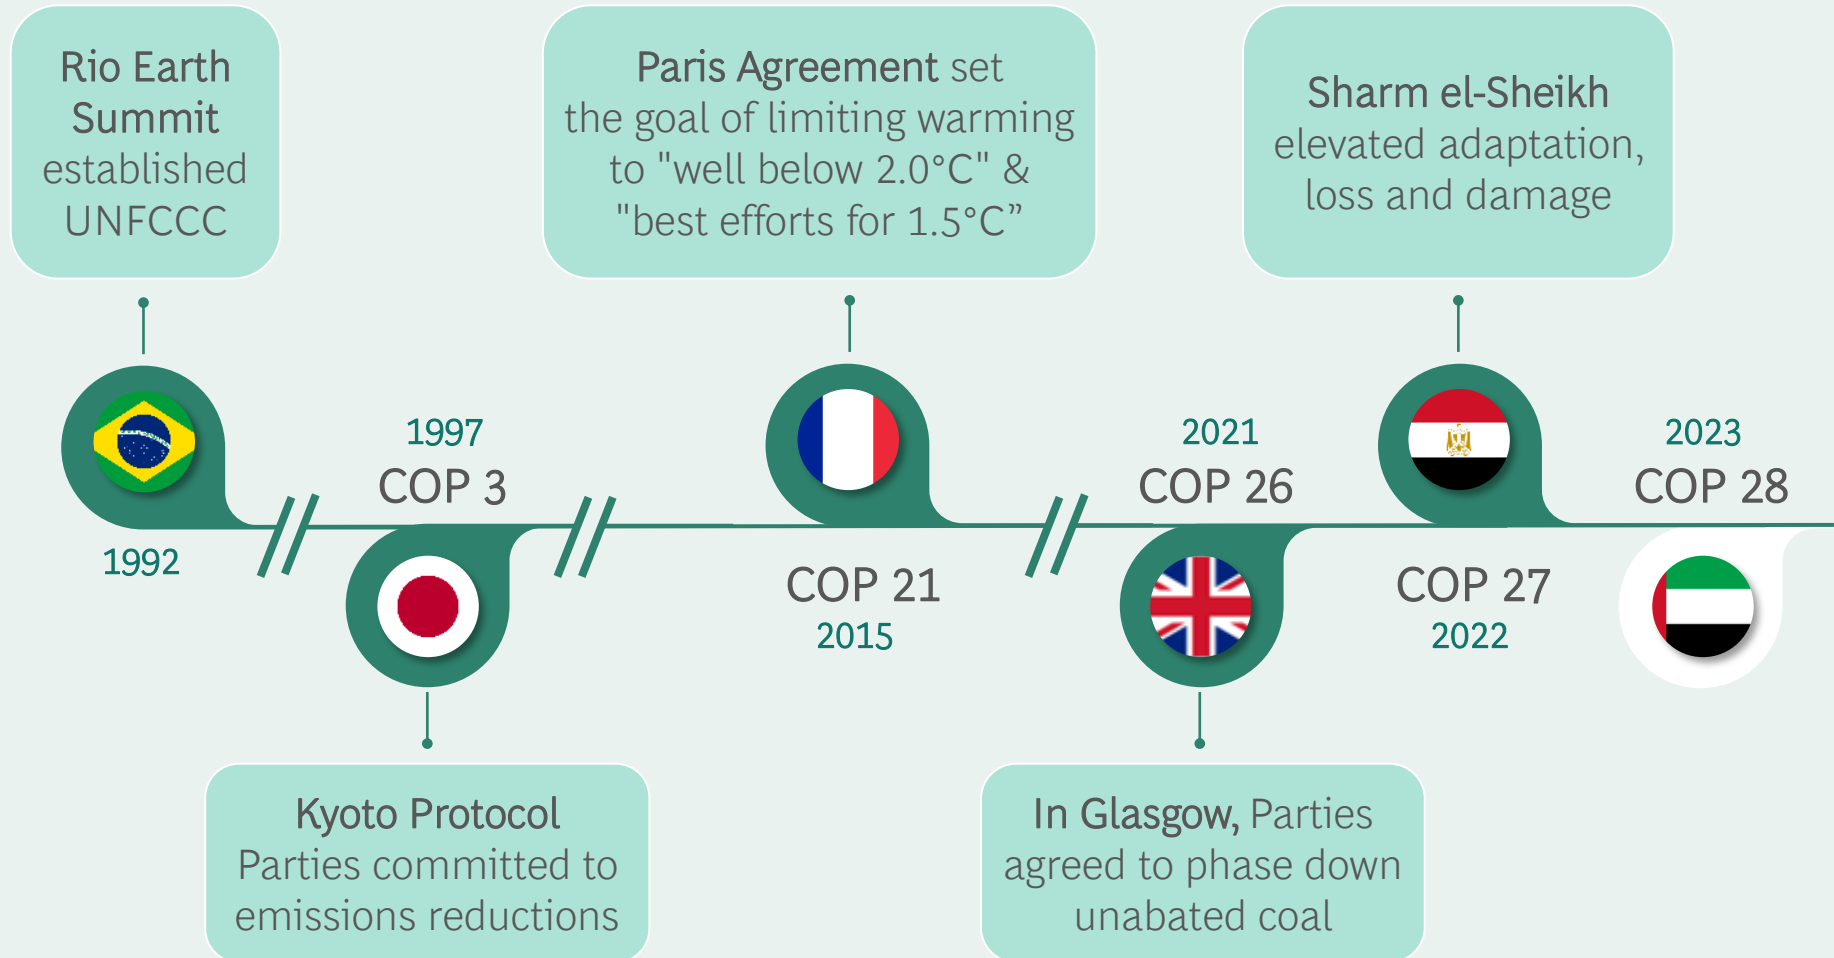 Rio Earth
Summit
established
UNFCCC
1992
1997
COP 3
Kyoto Protocol
Parties committed to
emissions reductions
Paris Agreement set
the goal of limiting warming
to "well below 2.0°C" &
"best efforts for 1.5°C”
COP 21
2015
2021
COP 26
In Glasgow, Parties
agreed to phase down
unabated coal
Sharm el-Sheikh
elevated adaptation,
loss and damage
COP 27
2022
2023
COP 28